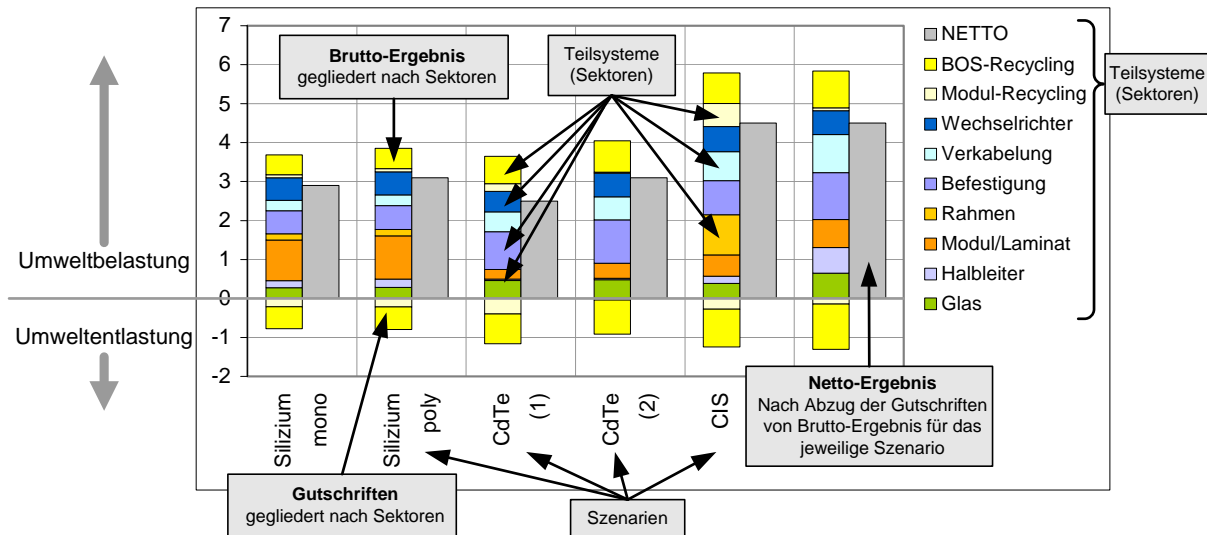 7
6
5
4
3
2
1
0
-1
-2
Umweltbelastung
Umweltentlastung
Brutto-Ergebnis
gegliedert nach Sektoren
Teilsysteme
(Sektoren)
NETTO
BOS-Recycling
Modul-Recycling
Wechselrichter
Verkabelung
Befestigung
Rahmen
Modul/Laminat
Halbleiter
Glas
Teilsysteme
(Sektoren)
Silizium
mono
Silizium
poly
CdTe
(1)
CdTe
(2)
CIS
Netto-Ergebnis
Nach Abzug der Gutschriften
von Brutto-Ergebnis für das
jeweilige Szenario
Gutschriften
gegliedert nach Sektoren
Szenarien